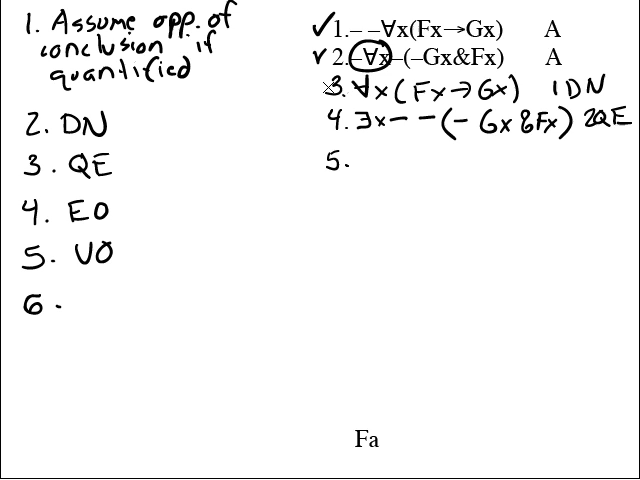 1. Assume opp. of
conclusion if
quantified
2. DN
3. QE
4. EO
5. UO
6.
✓1.– –∀x(Fx→Gx) A
✓2.–∀x–(–Gx&Fx) A
3. ∀x(Fx→Gx) 1DN
4. ∃x– –(–Gx&Fx) 2QE
5.
Fa